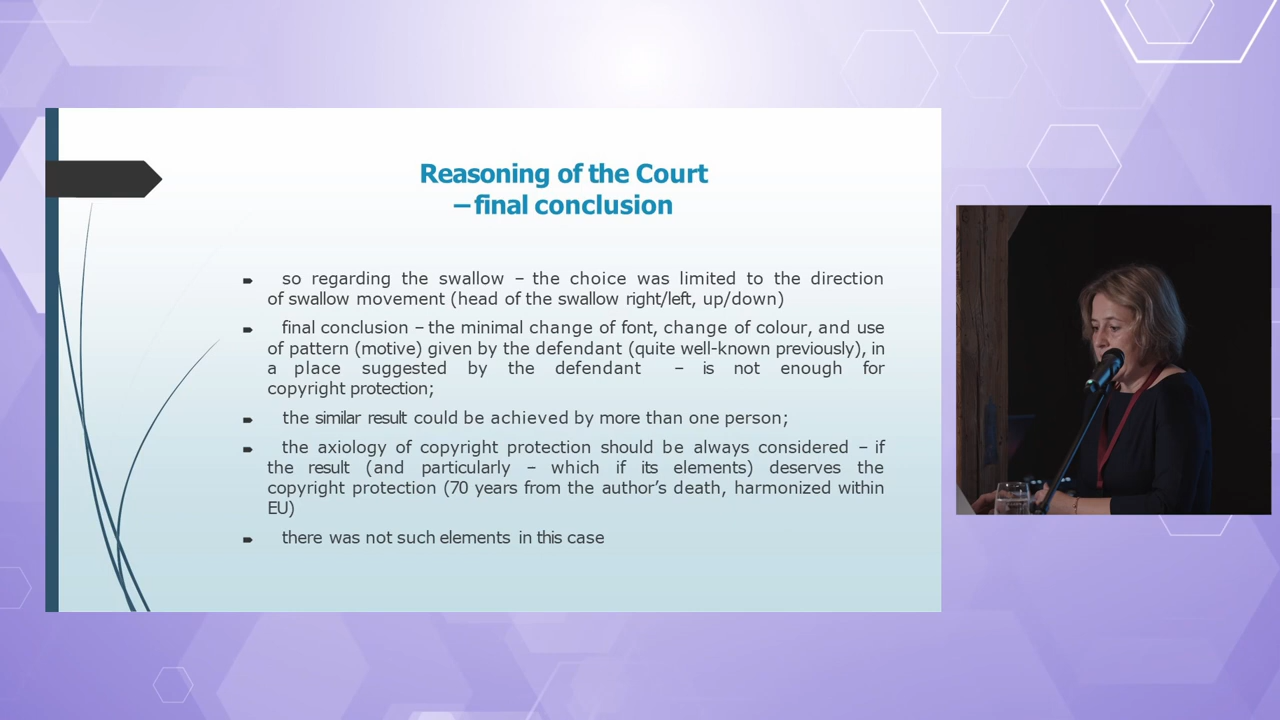 Reasoning of the Court
– final conclusion
so regarding the swallow – the choice was limited to the direction
of swallow movement (head of the swallow right/left, up/down)
final conclusion – the minimal change of font, change of colour, and use
of pattern (motive) given by the defendant (quite well-known previously), in
a place suggested by the defendant – is not enough for
copyright protection;
the similar result could be achieved by more than one person;
the axiology of copyright protection should be always considered – if
the result (and particularly – which if its elements) deserves the
copyright protection (70 years from the author’s death, harmonized within
EU)
there was not such elements in this case